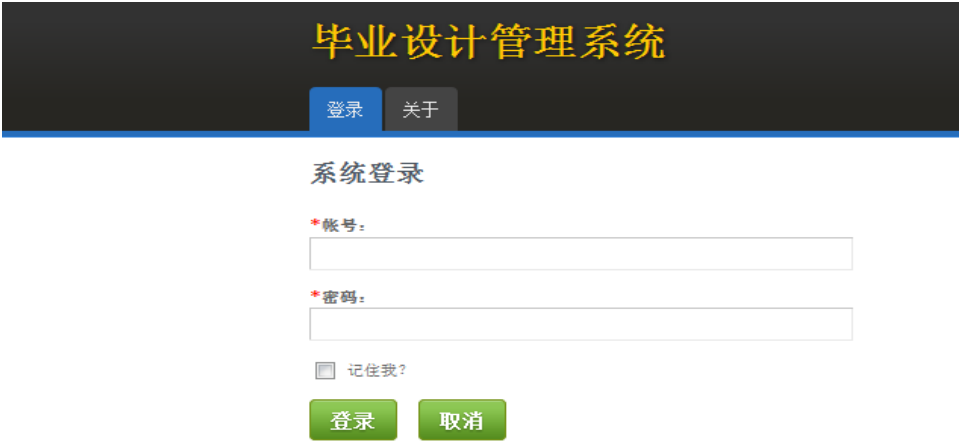 毕业设计管理系统
登录 关于
系统登录
*帐号：
*密码：
记住我?
登录 取消